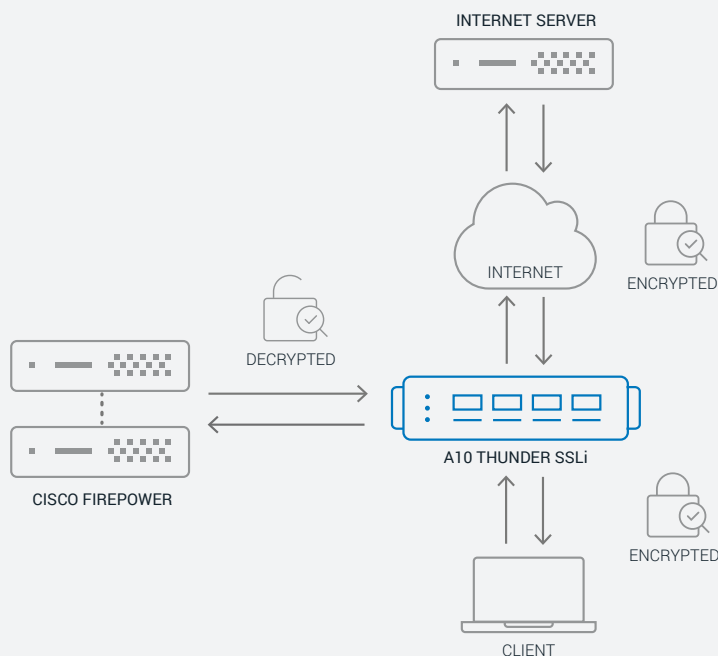 INTERNET SERVER
INTERNET
ENCRYPTED
DECRYPTED
A10 THUNDER SSLi
CISCO FIREPOWER
ENCRYPTED
CLIENT